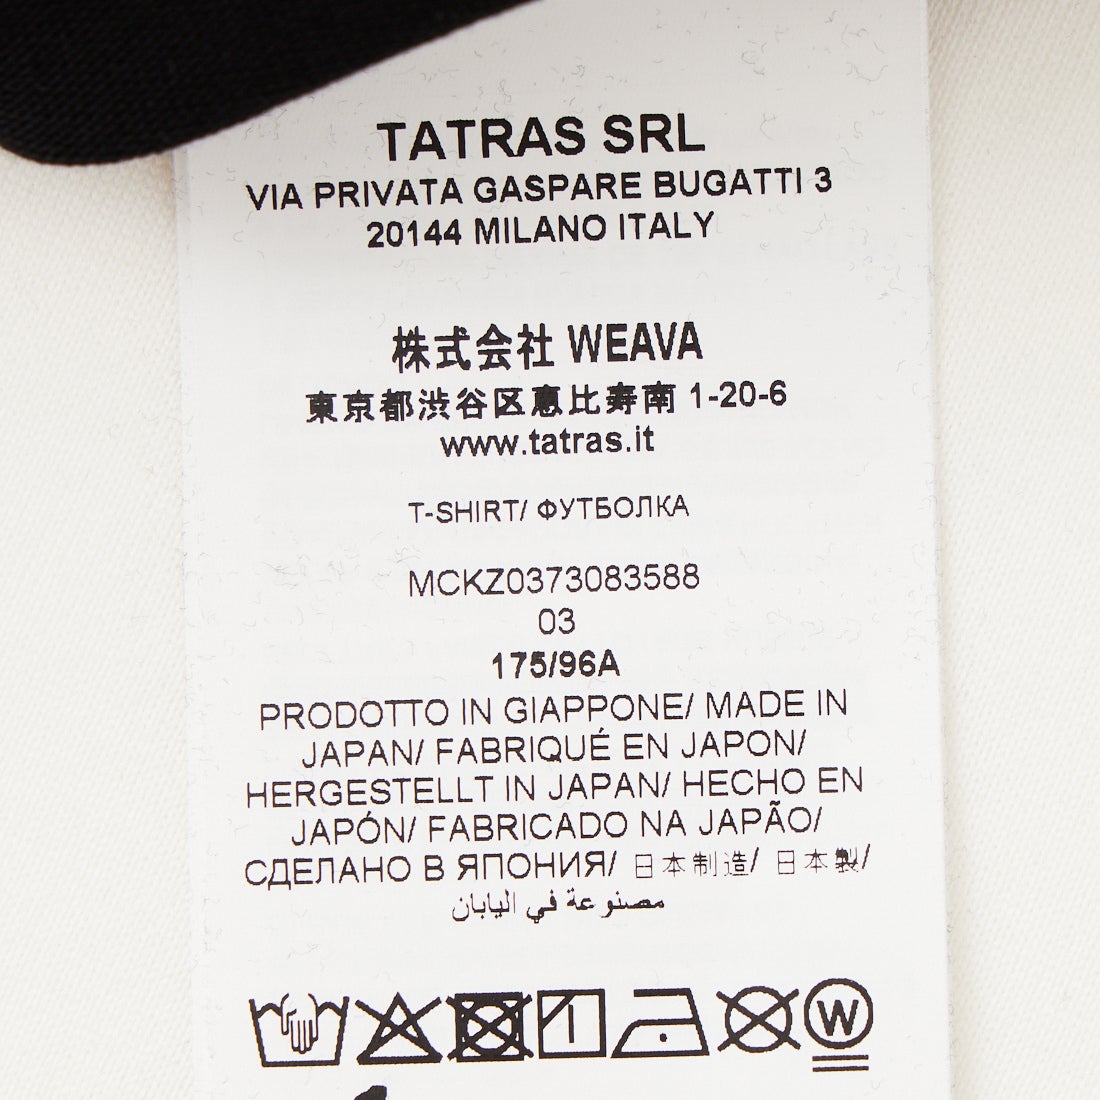 TATRAS SRL
VIA PRIVATA GASPARE BUGATTI 3
20144 MILANO ITALY
株式会社 WEAVA
東京都渋谷区恵比寿南 1-20-6
www.tatras.it
T-SHIRT/ ФУТБОЛКА
MCKZ0373083588
03
175/96A
PRODOTTO IN GIAPPONE/ MADE IN
JAPAN/ FABRIQUÉ EN JAPON/
HERGESTELLT IN JAPAN/ HECHO EN
JAPÓN/ FABRICADO NA JAPÃO/
СДЕЛАНО В ЯПОНИЯ/ 日本制造/ 日本製/
مصنوعة في اليابان
W